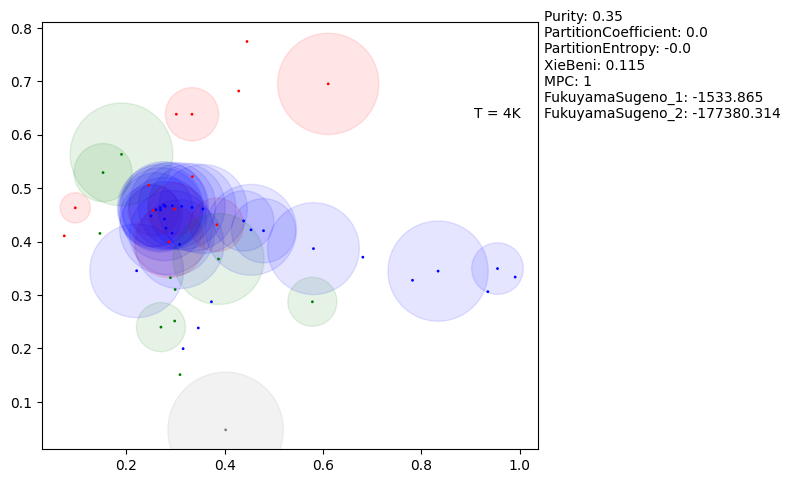 Purity: 0.35
PartitionCoefficient: 0.0
PartitionEntropy: -0.0
XieBeni: 0.115
MPC: 1
FukuyamaSugeno_1: -1533.865
FukuyamaSugeno_2: -177380.314
T = 4K
0.8
0.7
0.6
0.5
0.4
0.3
0.2
0.1
0.2 0.4 0.6 0.8 1.0